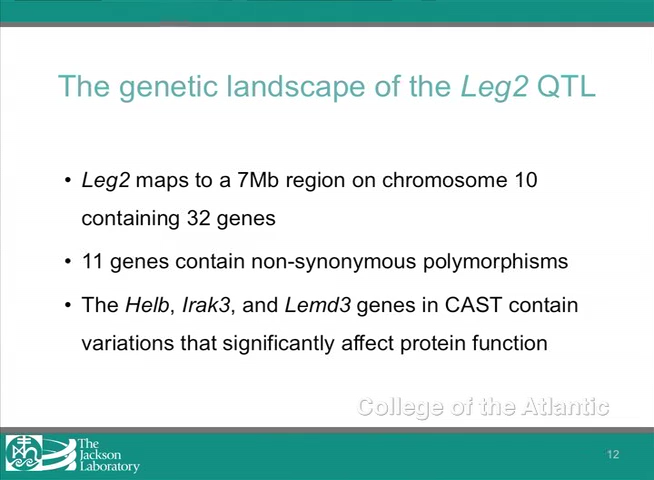 The genetic landscape of the Leg2 QTL
• Leg2 maps to a 7Mb region on chromosome 10
containing 32 genes
• 11 genes contain non-synonymous polymorphisms
• The Helb, Irak3, and Lemd3 genes in CAST contain
variations that significantly affect protein function
College of the Atlantic
The
Jackson
Laboratory
12